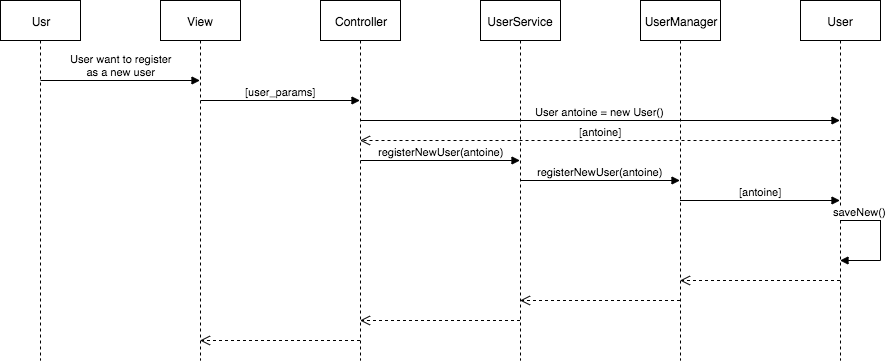 Usr
View
Controller
UserService
UserManager
User
User want to register
as a new user
[user_params]
User antoine = new User()
[antoine]
registerNewUser(antoine)
registerNewUser(antoine)
[antoine]
saveNew()